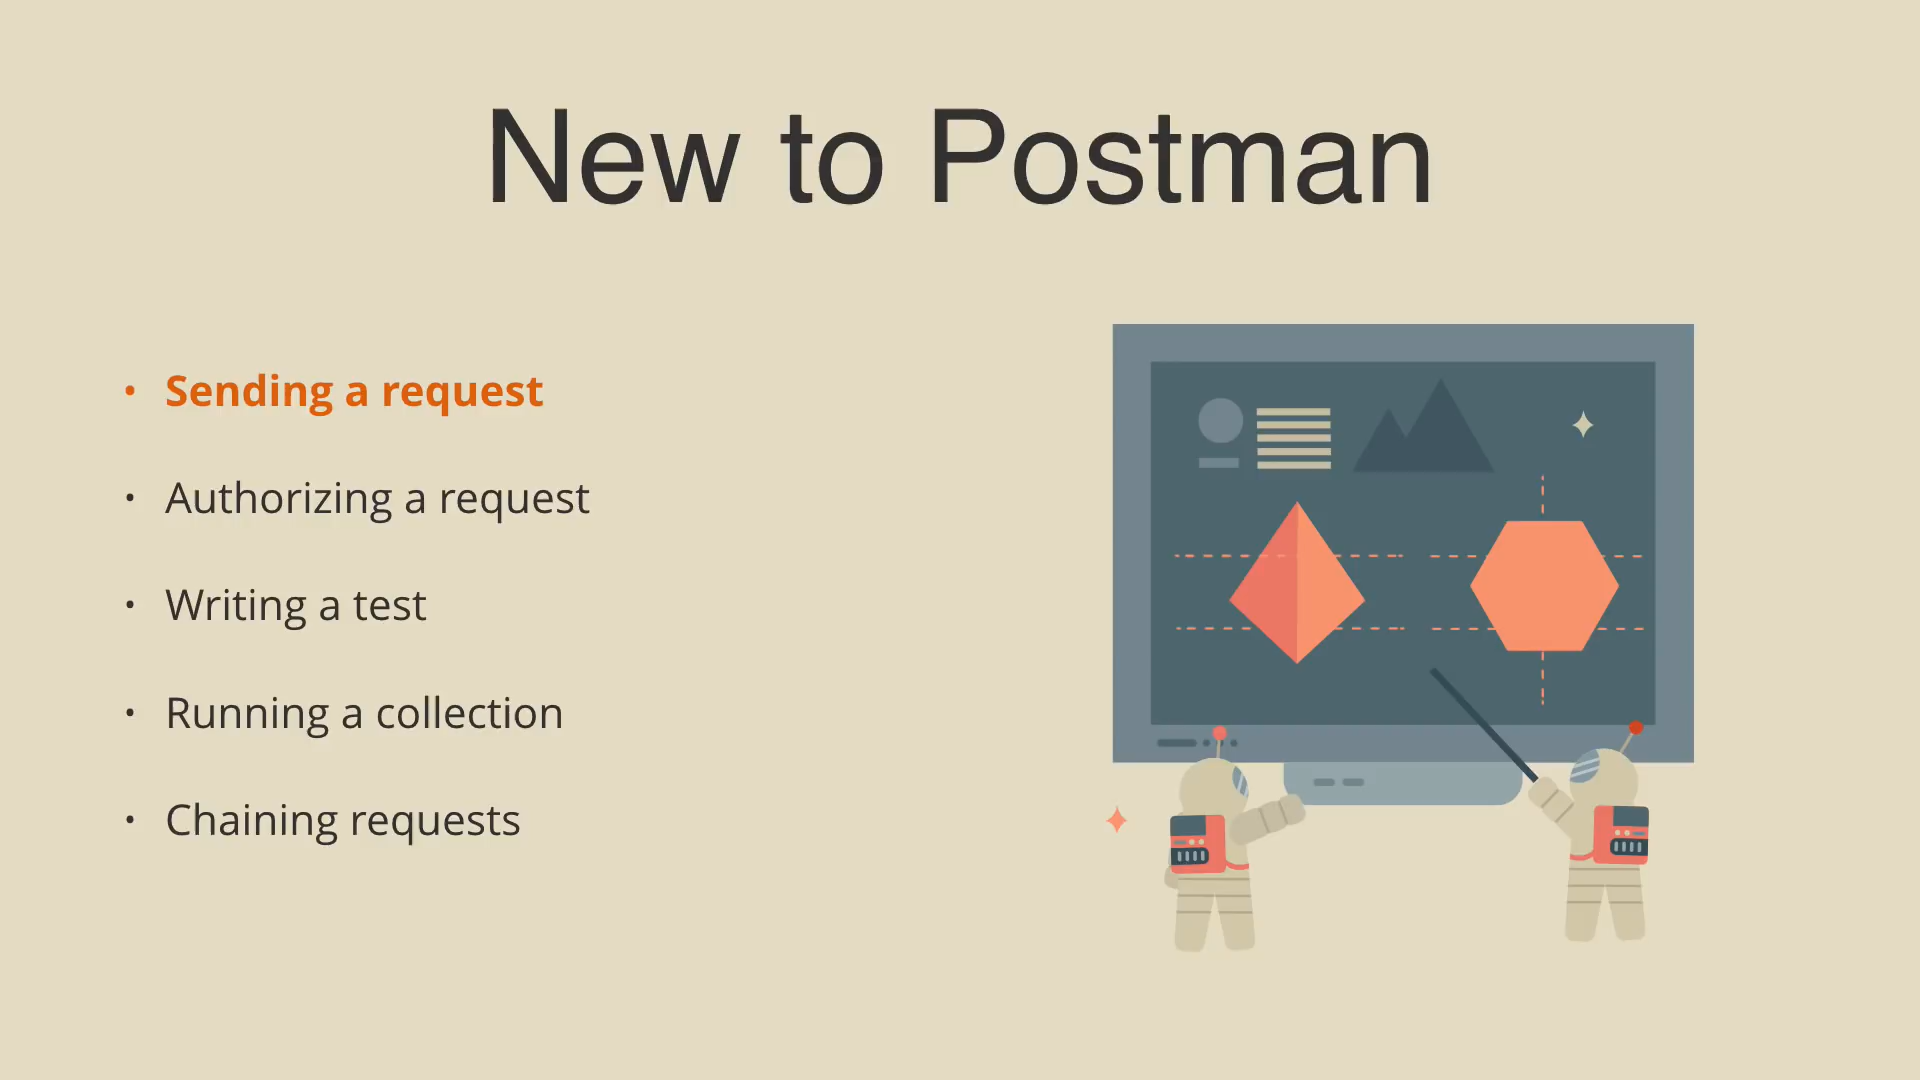 New to Postman
• Sending a request
• Authorizing a request
• Writing a test
• Running a collection
• Chaining requests